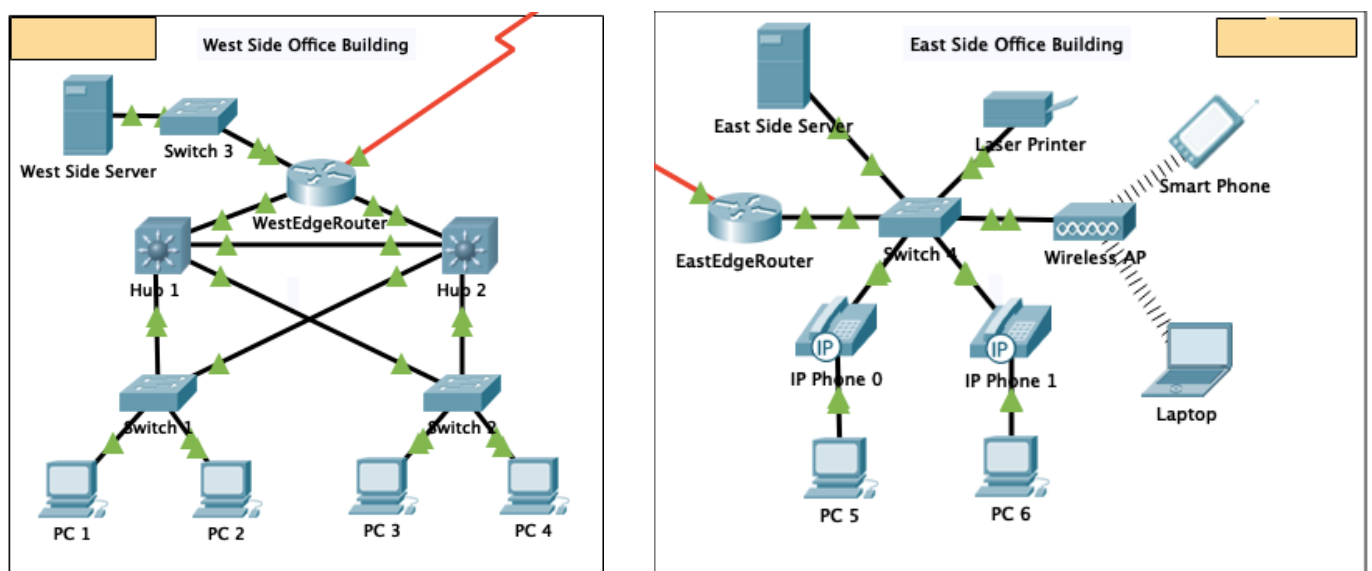 West Side Office Building
West Side Server
Switch 3
WestEdgeRouter
Hub 1
Hub 2
Switch 1
Switch 2
PC 1
PC 2
PC 3
PC 4
East Side Office Building
East Side Server
Laser Printer
Smart Phone
EastEdgeRouter
Switch 4
Wireless AP
IP
IP Phone 0
IP
IP Phone 1
Laptop
PC 5
PC 6